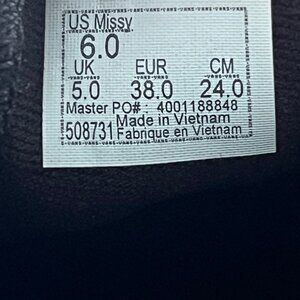 US Missy
6.0
UK EUR CM
5.0 38.0 24.0
Master PO# : 4001188848
Made in Vietnam
508731 Fabrique en Vietnam